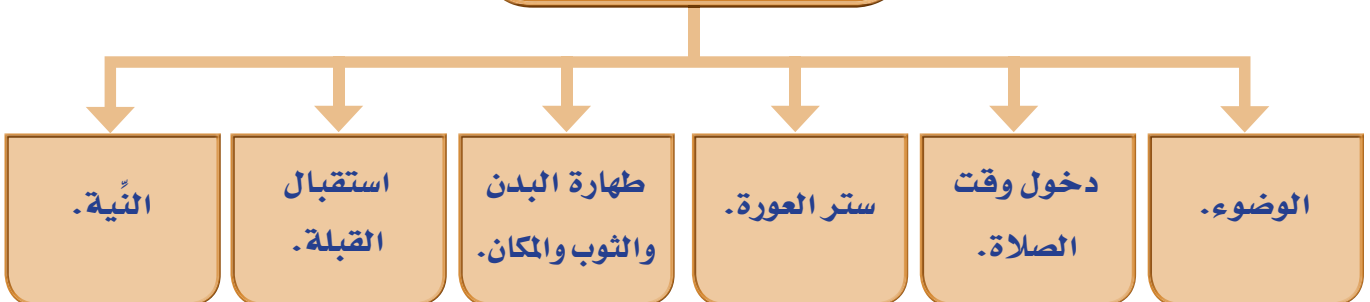 الوضوء.
دخول وقت
الصلاة.
ستر العورة.
طهارة البدن
والثوب والمكان.
استقبال
القبلة.
النِّية.